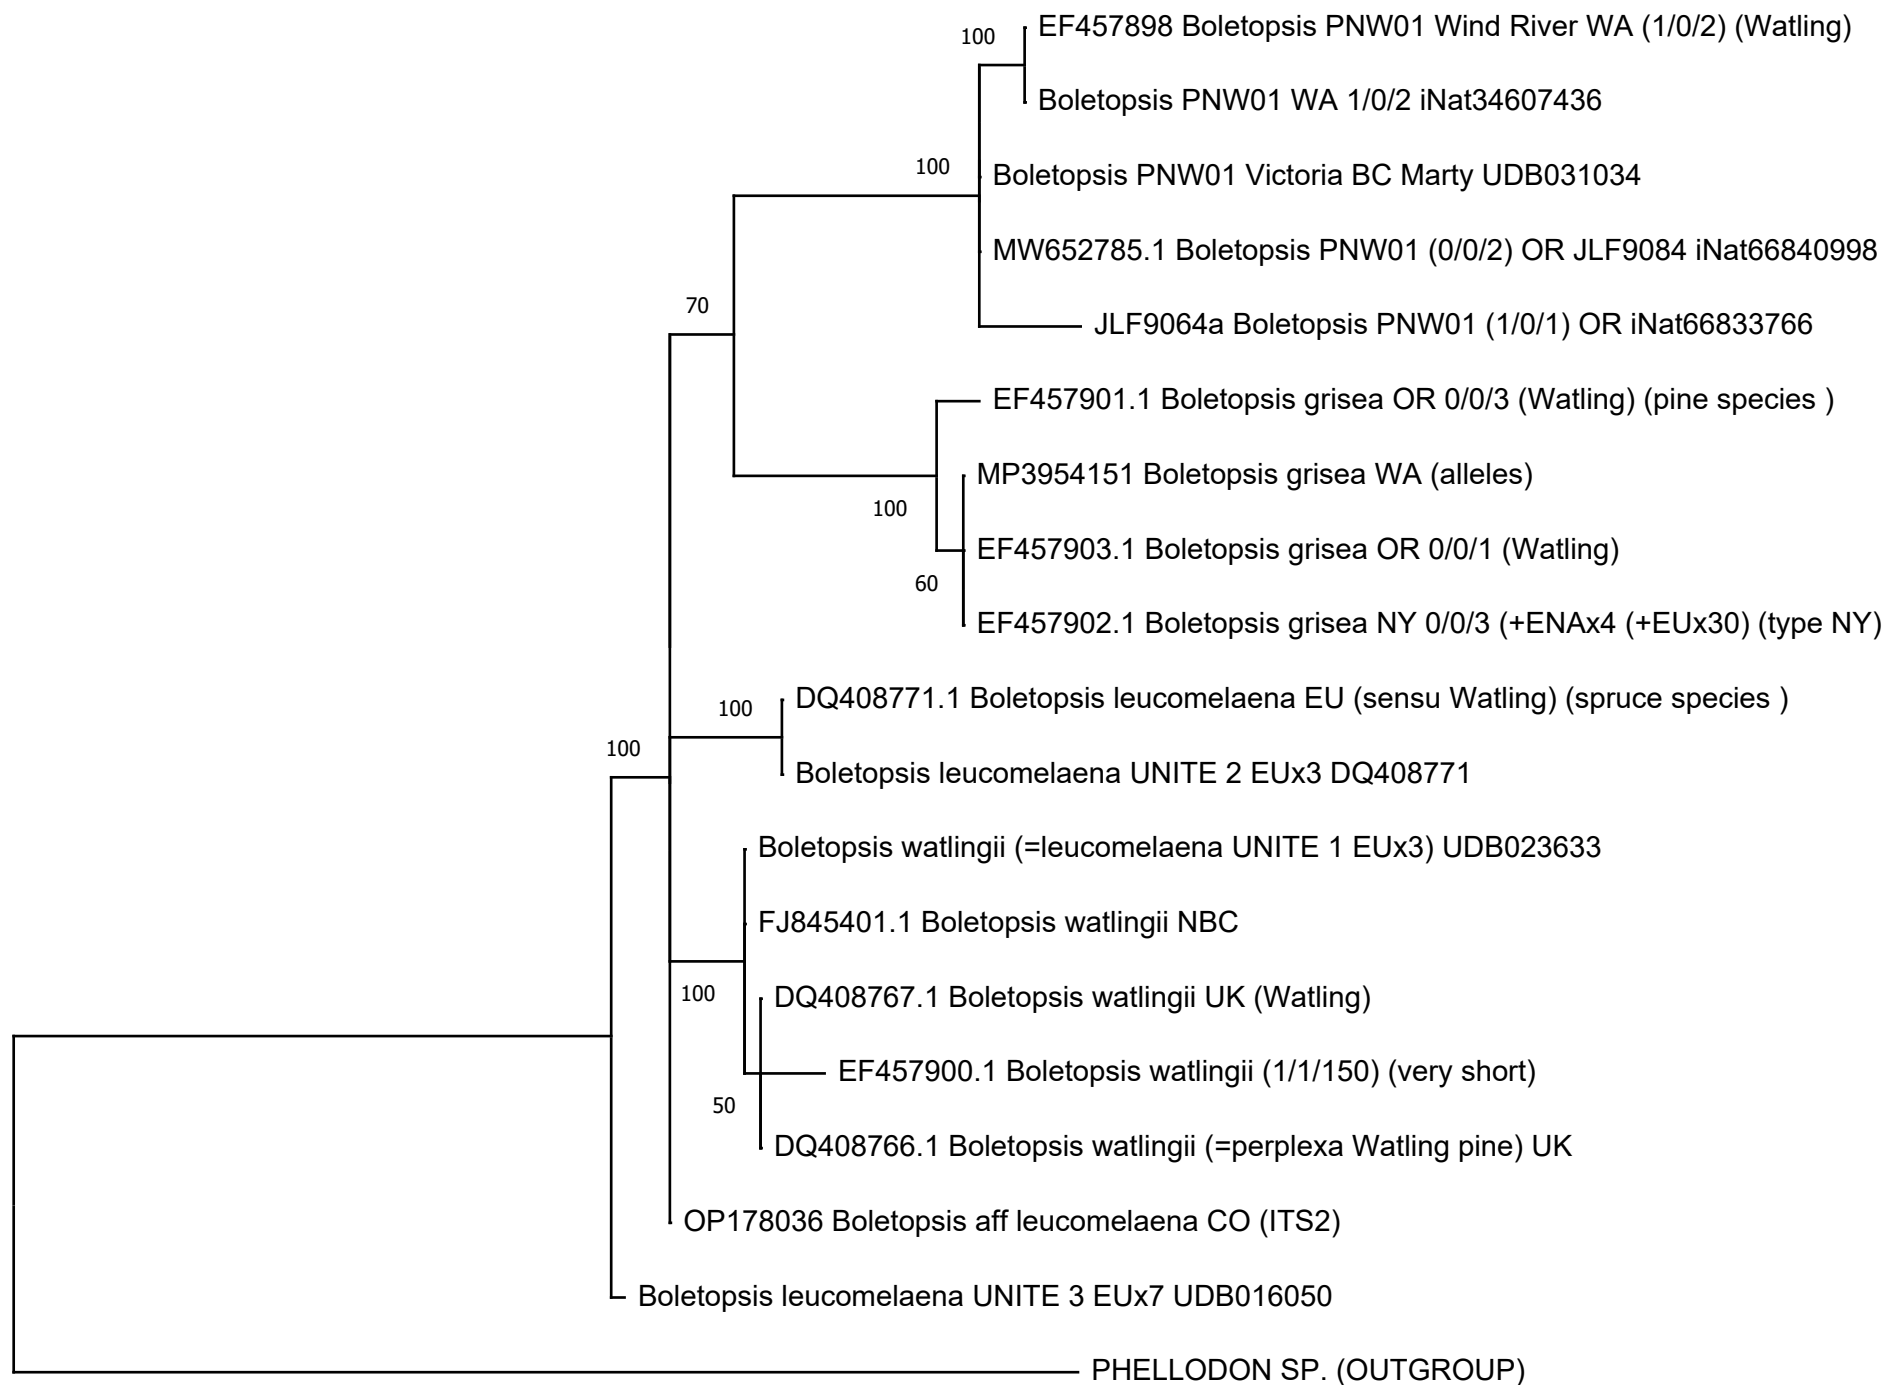 100
EF457898 Boletopsis PNW01 Wind River WA (1/0/2) (Watling)
Boletopsis PNW01 WA 1/0/2 iNat34607436
100
Boletopsis PNW01 Victoria BC Marty UDB031034
MW652785.1 Boletopsis PNW01 (0/0/2) OR JLF9084 iNat66840998
70
JLF9064a Boletopsis PNW01 (1/0/1) OR iNat66833766
EF457901.1 Boletopsis grisea OR 0/0/3 (Watling) (pine species )
MP3954151 Boletopsis grisea WA (alleles)
100
EF457903.1 Boletopsis grisea OR 0/0/1 (Watling)
60
EF457902.1 Boletopsis grisea NY 0/0/3 (+ENAx4 (+EUx30) (type NY)
DQ408771.1 Boletopsis leucomelaena EU (sensu Watling) (spruce species )
100
100
Boletopsis leucomelaena UNITE 2 EUx3 DQ408771
Boletopsis watlingii (=leucomelaena UNITE 1 EUx3) UDB023633
FJ845401.1 Boletopsis watlingii NBC
100
DQ408767.1 Boletopsis watlingii UK (Watling)
EF457900.1 Boletopsis watlingii (1/1/150) (very short)
50
DQ408766.1 Boletopsis watlingii (=perplexa Watling pine) UK
OP178036 Boletopsis aff leucomelaena CO (ITS2)
Boletopsis leucomelaena UNITE 3 EUx7 UDB016050
PHELLODON SP. (OUTGROUP)